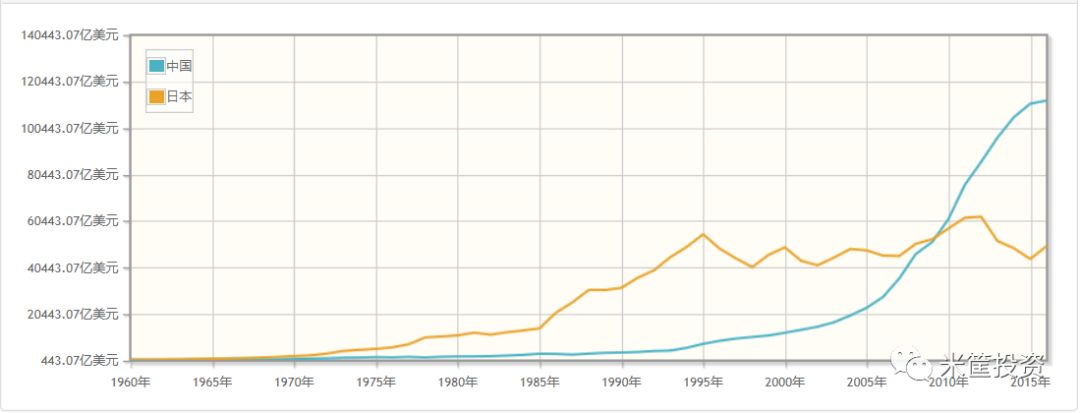 140443.07亿美元
120443.07亿美元
100443.07亿美元
80443.07亿美元
60443.07亿美元
40443.07亿美元
20443.07亿美元
443.07亿美元
中国
日本
1960年 1965年 1970年 1975年 1980年 1985年 1990年 1995年 2000年 2005年 2010年 2015年
米筐投资